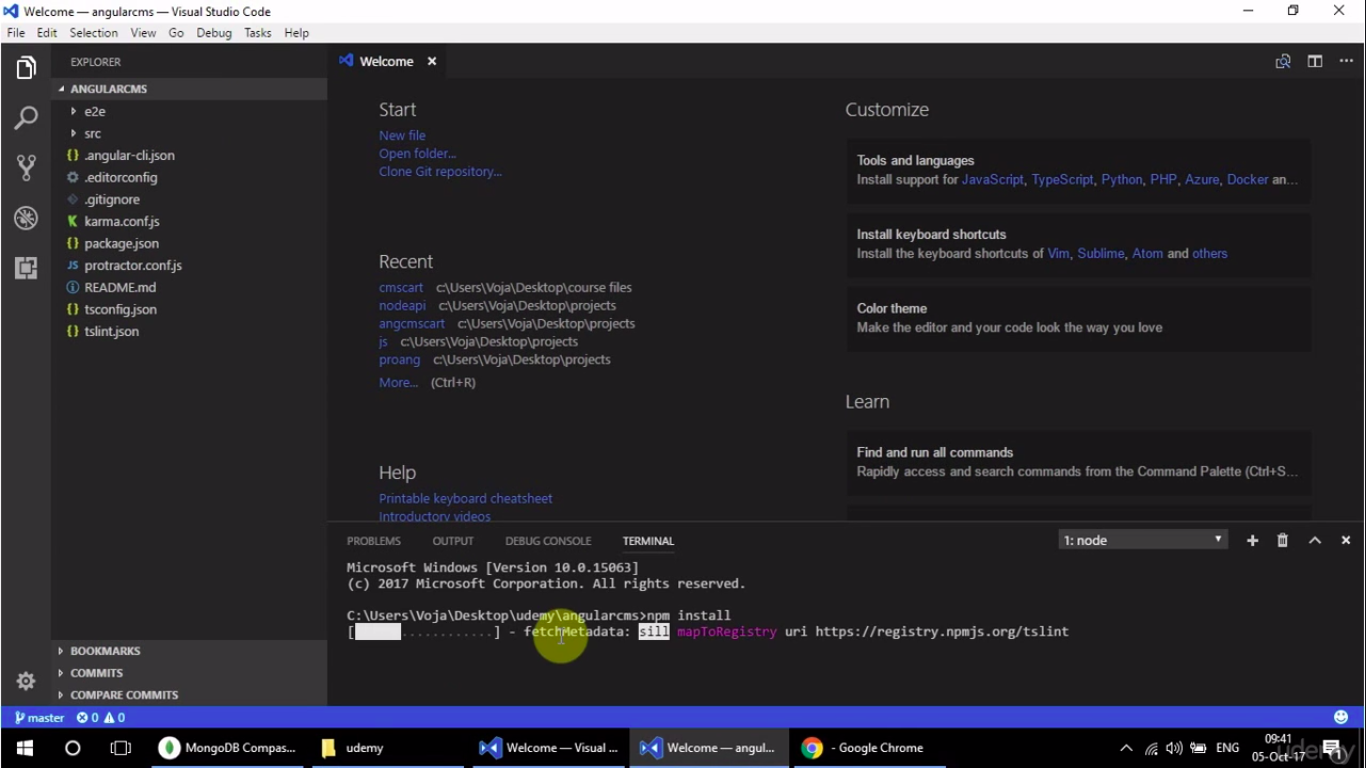 Welcome — angularcms — Visual Studio Code
File Edit Selection View Go Debug Tasks Help
EXPLORER
ANGULARCMS
e2e
src
.angular-cli.json
.editorconfig
.gitignore
karma.conf.js
package.json
JS protractor.conf.js
README.md
tsconfig.json
tslint.json
BOOKMARKS
COMMITS
COMPARE COMMITS
Welcome
Start
New file
Open folder...
Clone Git repository...
Recent
cmscart c:\Users\Voja\Desktop\course files
nodeapi c:\Users\Voja\Desktop\projects
angcmscart c:\Users\Voja\Desktop\projects
js c:\Users\Voja\Desktop\projects
proang c:\Users\Voja\Desktop\projects
More... (Ctrl+R)
Help
Printable keyboard cheatsheet
Introductory videos
Customize
Tools and languages
Install support for JavaScript, TypeScript, Python, PHP, Azure, Docker an...
Install keyboard shortcuts
Install the keyboard shortcuts of Vim, Sublime, Atom and others
Color theme
Make the editor and your code look the way you love
Learn
Find and run all commands
Rapidly access and search commands from the Command Palette (Ctrl+S...
PROBLEMS OUTPUT DEBUG CONSOLE TERMINAL 1: node
Microsoft Windows [Version 10.0.15063]
(c) 2017 Microsoft Corporation. All rights reserved.
C:\Users\Voja\Desktop\udemy\angularcms>npm install
[ ............] - fetchMetadata: sill mapToRegistry uri https://registry.npmjs.org/tslint
master 0 0
MongoDB Compas... udemy Welcome — Visual ... Welcome — angul... - Google Chrome ENG 09:41
05-Oct-17
udemy
1